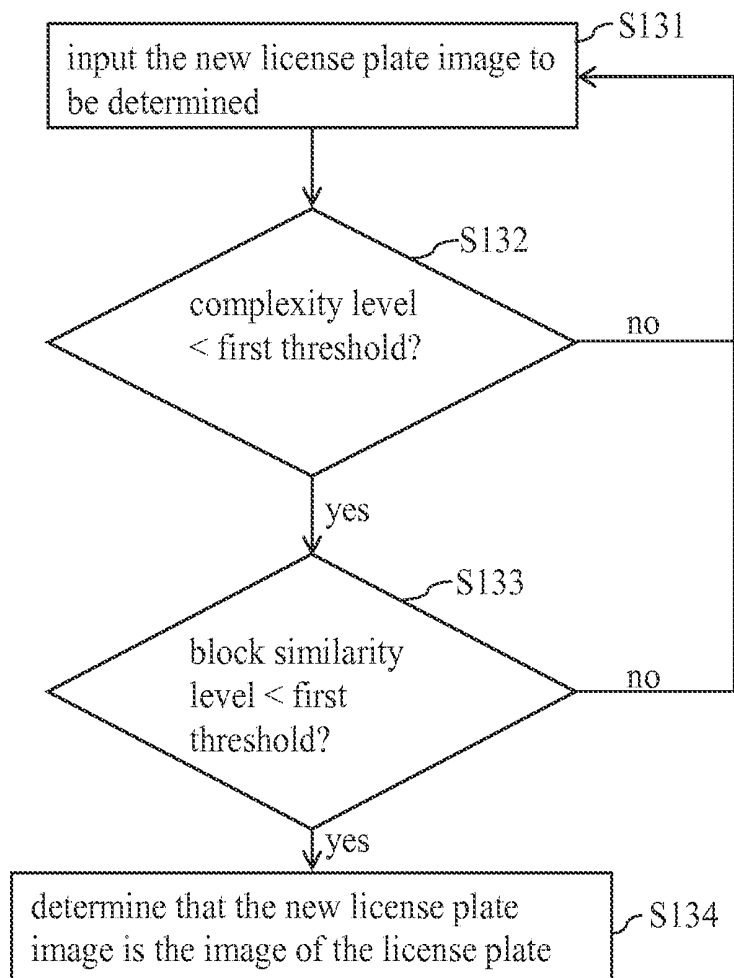 S131
input the new license plate image to
be determined
S132
complexity level
< first threshold?
no
yes
S133
block similarity
level < first
threshold?
no
yes
determine that the new license plate
image is the image of the license plate
S134